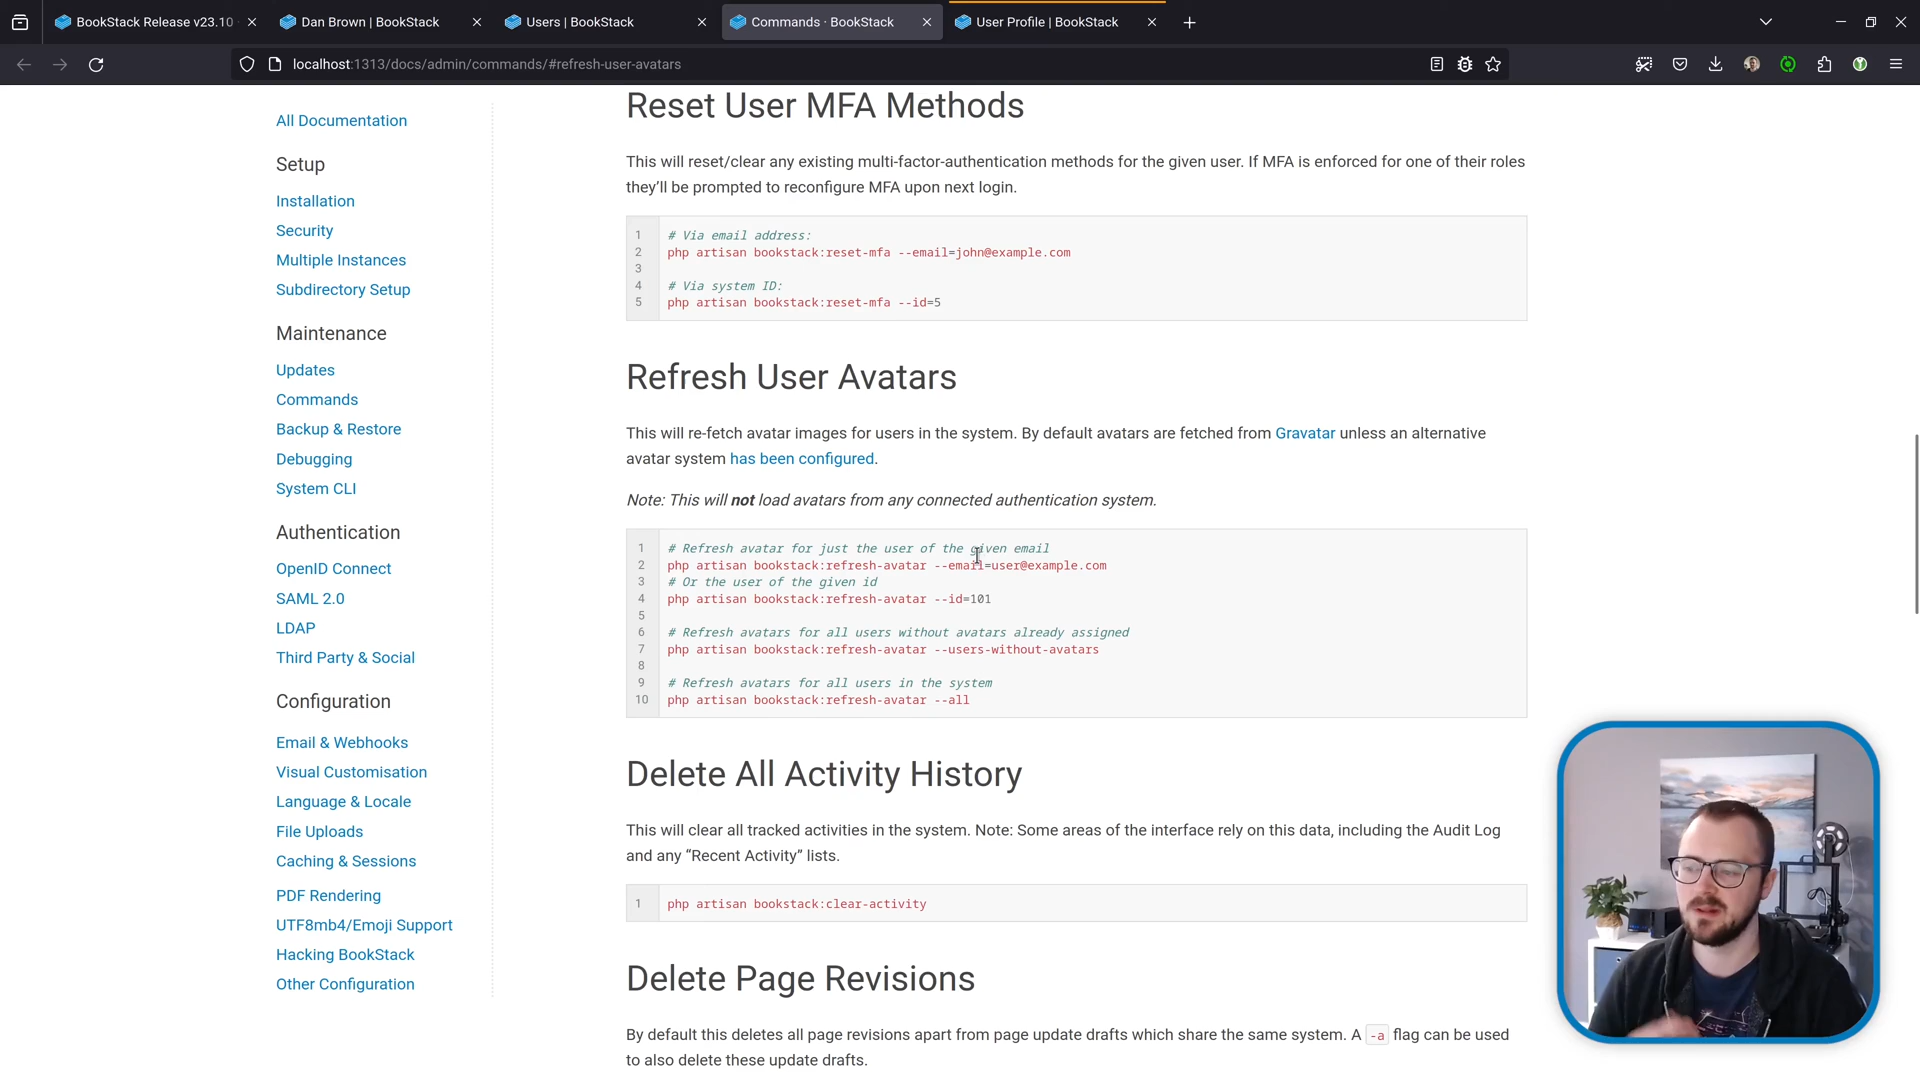 BookStack Release v23.10
Dan Brown | BookStack
Users | BookStack
Commands · BookStack
User Profile | BookStack
localhost:1313/docs/admin/commands/#refresh-user-avatars
All Documentation
Setup
Installation
Security
Multiple Instances
Subdirectory Setup
Maintenance
Updates
Commands
Backup & Restore
Debugging
System CLI
Authentication
OpenID Connect
SAML 2.0
LDAP
Third Party & Social
Configuration
Email & Webhooks
Visual Customisation
Language & Locale
File Uploads
Caching & Sessions
PDF Rendering
UTF8mb4/Emoji Support
Hacking BookStack
Other Configuration
Reset User MFA Methods
This will reset/clear any existing multi-factor-authentication methods for the given user. If MFA is enforced for one of their roles
they'll be prompted to reconfigure MFA upon next login.
1 # Via email address:
2 php artisan bookstack:reset-mfa --email=john@example.com
3
4 # Via system ID:
5 php artisan bookstack:reset-mfa --id=5
Refresh User Avatars
This will re-fetch avatar images for users in the system. By default avatars are fetched from Gravatar unless an alternative
avatar system has been configured.
Note: This will not load avatars from any connected authentication system.
1 # Refresh avatar for just the user of the given email
2 php artisan bookstack:refresh-avatar --email=user@example.com
3 # Or the user of the given id
4 php artisan bookstack:refresh-avatar --id=101
5
6 # Refresh avatars for all users without avatars already assigned
7 php artisan bookstack:refresh-avatar --users-without-avatars
8
9 # Refresh avatars for all users in the system
10 php artisan bookstack:refresh-avatar --all
Delete All Activity History
This will clear all tracked activities in the system. Note: Some areas of the interface rely on this data, including the Audit Log
and any “Recent Activity” lists.
1 php artisan bookstack:clear-activity
Delete Page Revisions
By default this deletes all page revisions apart from page update drafts which share the same system. A -a flag can be used
to also delete these update drafts.